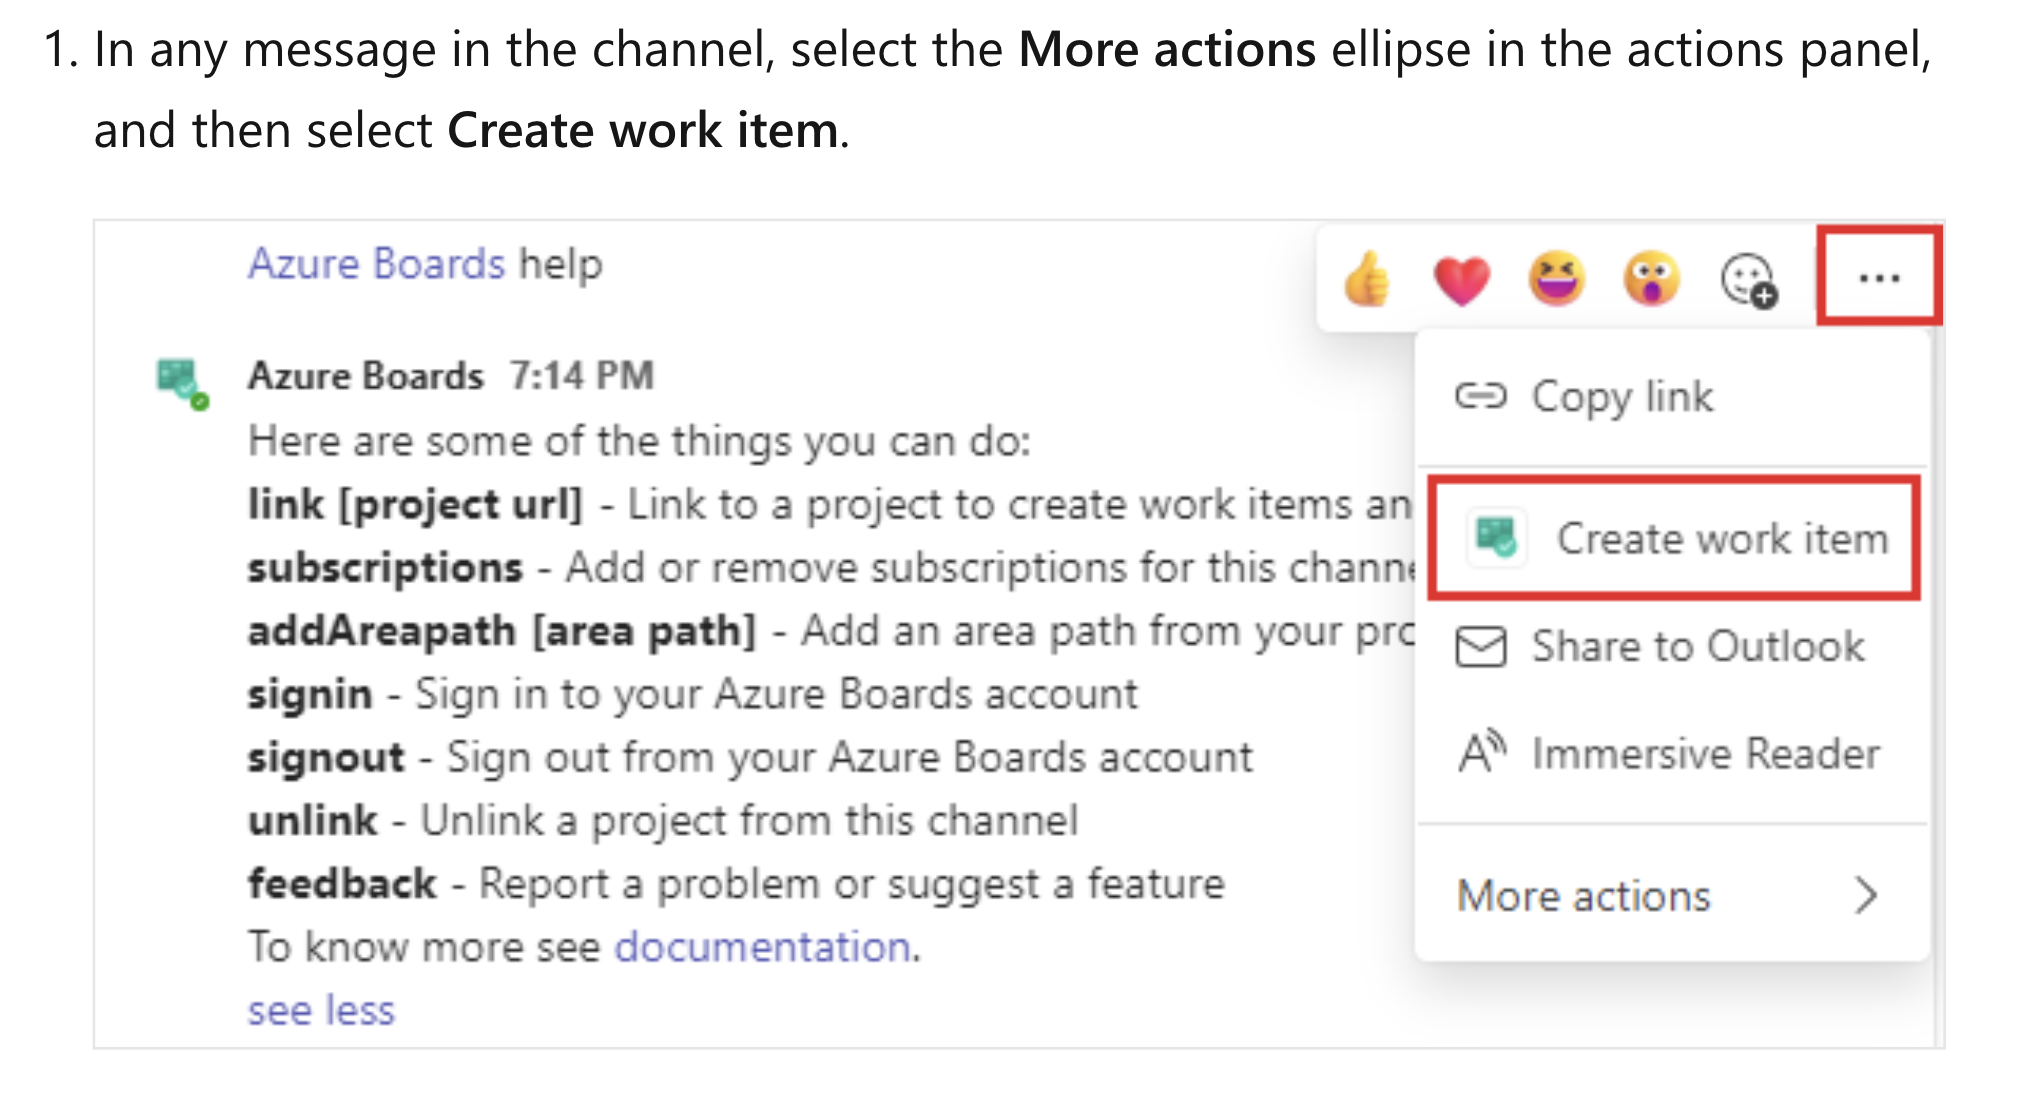 1. In any message in the channel, select the More actions ellipse in the actions panel,
and then select Create work item.
Azure Boards help
...
Azure Boards 7:14 PM
Copy link
Here are some of the things you can do:
link [project url] - Link to a project to create work items an
Create work item
subscriptions - Add or remove subscriptions for this chann
addAreapath [area path] - Add an area path from your pro
Share to Outlook
signin - Sign in to your Azure Boards account
signout - Sign out from your Azure Boards account
Immersive Reader
unlink - Unlink a project from this channel
feedback - Report a problem or suggest a feature
More actions
To know more see documentation.
see less